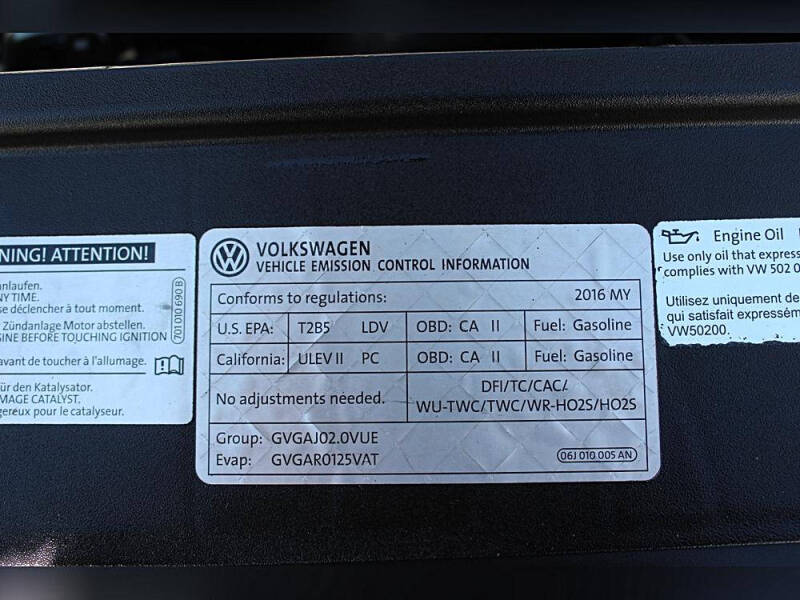 NING! ATTENTION!
anlaufen.
NY TIME.
se déclencher à tout moment.
Zündanlage Motor abstellen.
GINE BEFORE TOUCHING IGNITION
avant de toucher à l'allumage.
für den Katalysator.
MAGE CATALYST.
gereux pour le catalyseur.
701 010 690 B
VOLKSWAGEN
VEHICLE EMISSION CONTROL INFORMATION
Conforms to regulations: 2016 MY
U.S. EPA: T2B5 LDV OBD: CA II Fuel: Gasoline
California: ULEV II PC OBD: CA II Fuel: Gasoline
No adjustments needed.
DFI/TC/CAC/
WU-TWC/TWC/WR-HO2S/HO2S
Group: GVGAJ02.0VUE
Evap: GVGAR0125VAT
06J 010 005 AN
Engine Oil
Use only oil that express
complies with VW 502 0
Utilisez uniquement de
qui satisfait expressém
VW50200.